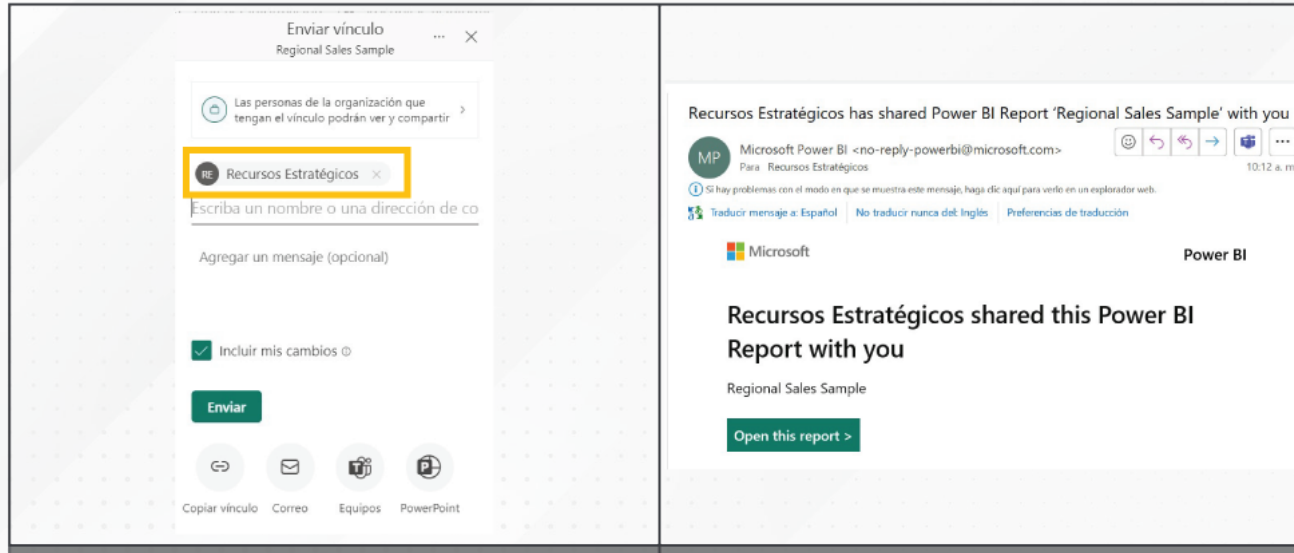 Enviar vínculo
Regional Sales Sample
Las personas de la organización que
tengan el vínculo podrán ver y compartir
RE Recursos Estratégicos
Escriba un nombre o una dirección de co
Agregar un mensaje (opcional)
Incluir mis cambios
Enviar
Copiar vínculo Correo Equipos PowerPoint
Recursos Estratégicos has shared Power BI Report 'Regional Sales Sample' with you
MP
Microsoft Power BI <no-reply-powerbi@microsoft.com>
Para Recursos Estratégicos
10:12 a. m
Si hay problemas con el modo en que se muestra este mensaje, haga clic aquí para verlo en un explorador web.
Traducir mensaje a: Español No traducir nunca del: Inglés Preferencias de traducción
Microsoft
Power BI
Recursos Estratégicos shared this Power BI
Report with you
Regional Sales Sample
Open this report >